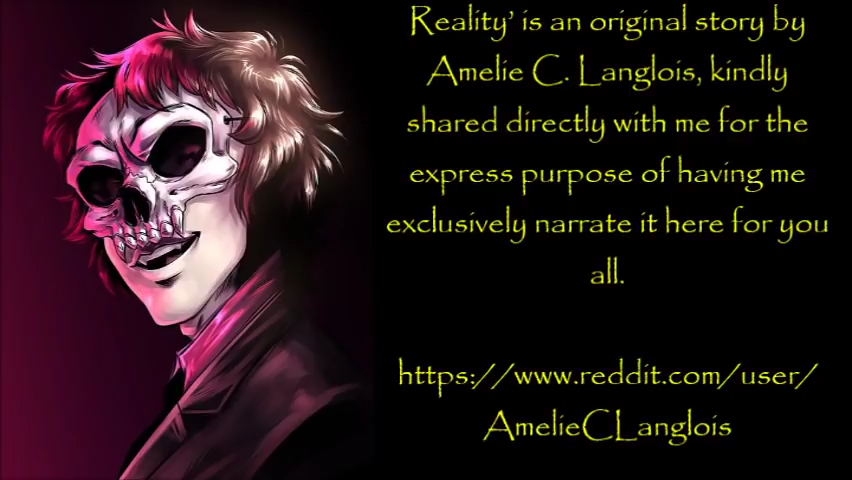 Reality’ is an original story by
Amelie C. Langlois, kindly
shared directly with me for the
express purpose of having me
exclusively narrate it here for you
all.
https://www.reddit.com/user/
AmelieCLanglois